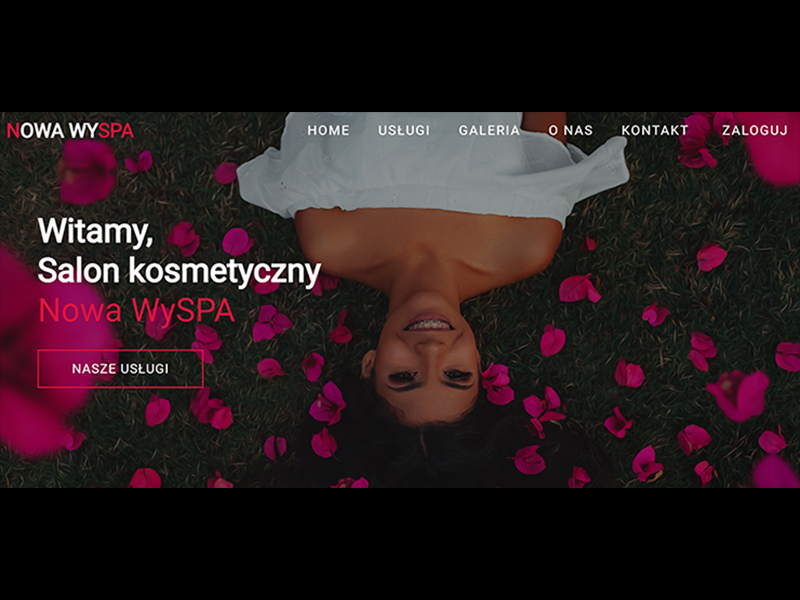 NOWA WYSPA
HOME USŁUGI GALERIA O NAS KONTAKT ZALOGUJ
Witamy,
Salon kosmetyczny
Nowa WySPA
NASZE USŁUGI